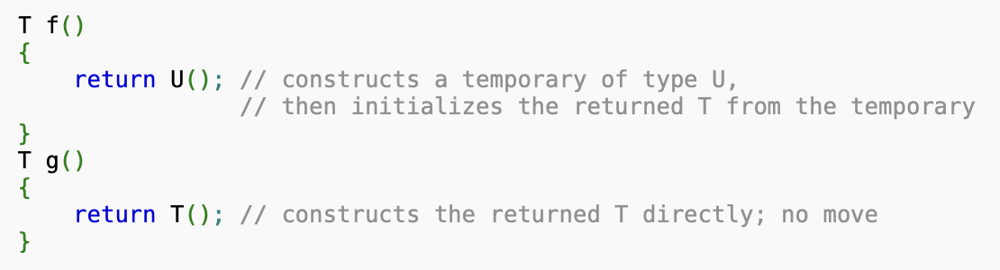 T f()
{
    return U(); // constructs a temporary of type U,
                // then initializes the returned T from the temporary
}
T g()
{
    return T(); // constructs the returned T directly; no move
}